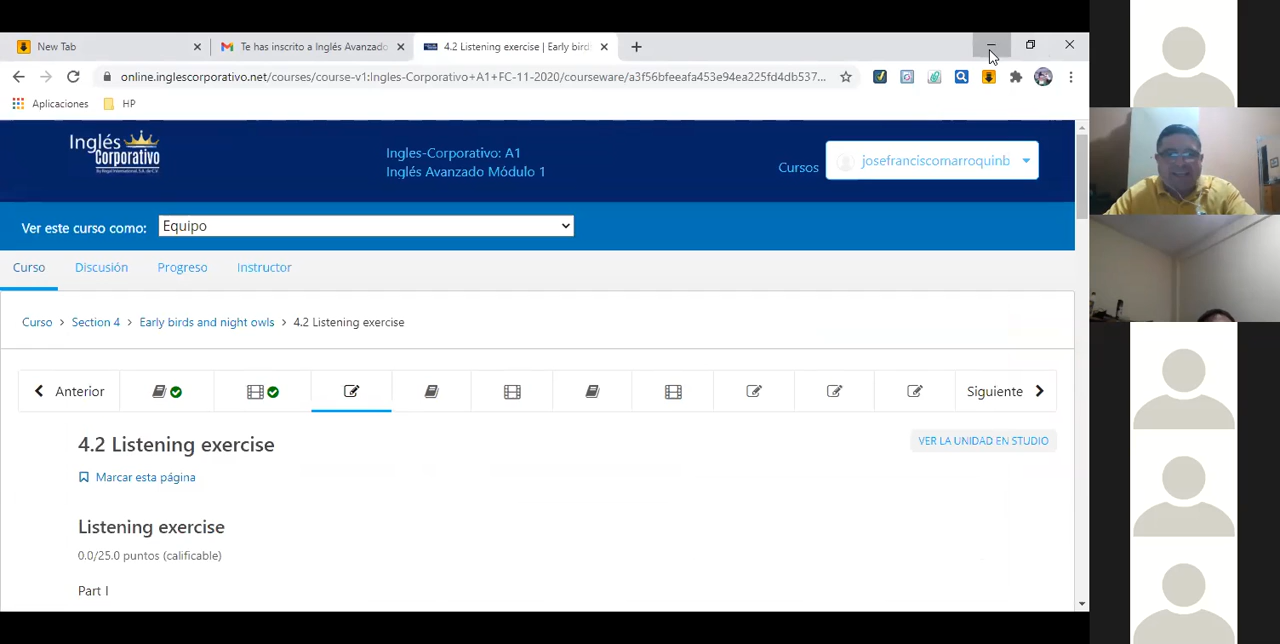 New Tab
Te has inscrito a Inglés Avanzado
4.2 Listening exercise | Early bird
online.inglescorporativo.net/courses/course-v1:Ingles-Corporativo+A1+FC-11-2020/courseware/a3f56bfeeafa453e94ea225fd4db537...
Aplicaciones
HP
Inglés
Corporativo
Ingles-Corporativo: A1
Inglés Avanzado Módulo 1
Cursos
josefranciscomarroquinb
Ver este curso como:
Equipo
Curso
Discusión
Progreso
Instructor
Curso > Section 4 > Early birds and night owls > 4.2 Listening exercise
Anterior
Siguiente
4.2 Listening exercise
VER LA UNIDAD EN STUDIO
Marcar esta página
Listening exercise
0.0/25.0 puntos (calificable)
Part I